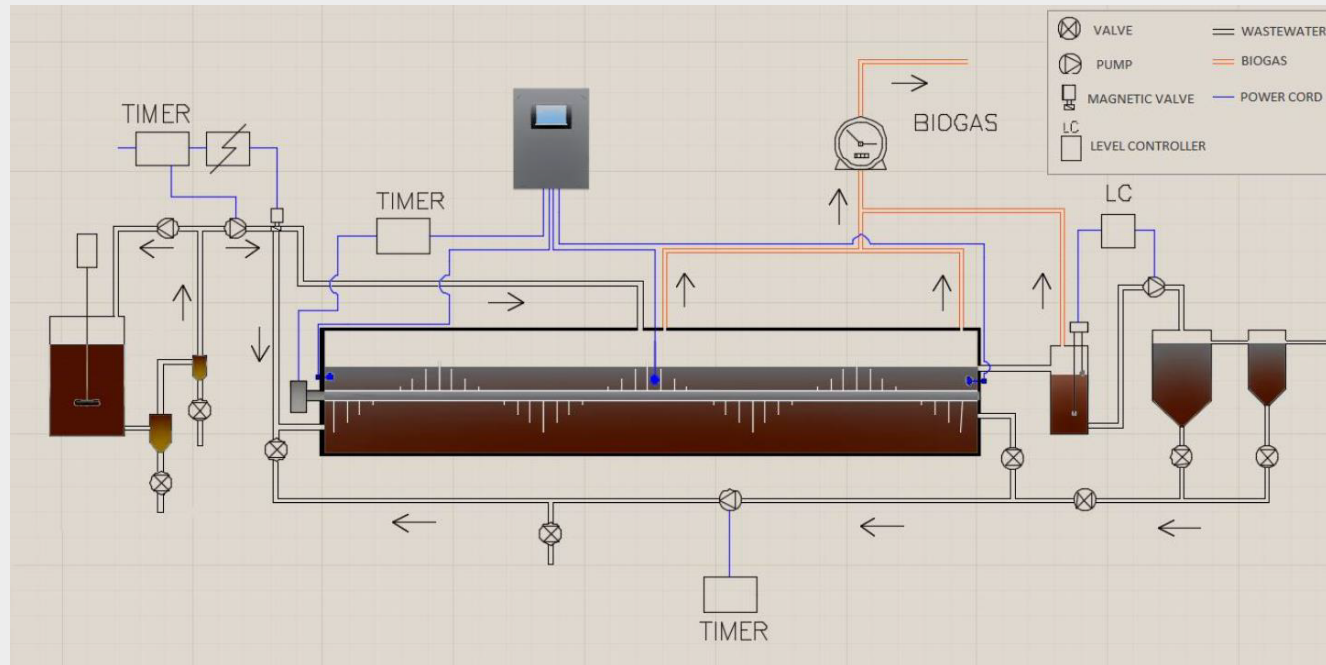 VALVE
WASTEWATER
PUMP
BIOGAS
MAGNETIC VALVE
POWER CORD
LC
LEVEL CONTROLLER
TIMER
BIOGAS
TIMER
LC
TIMER